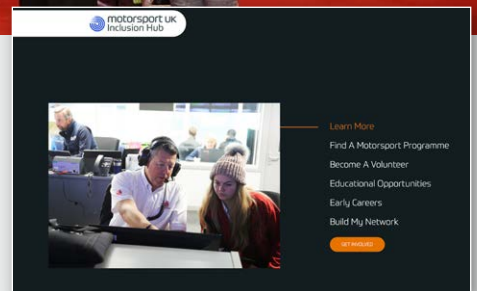 motorsport UK
Inclusion Hub
Learn More
Find A Motorsport Programme
Become A Volunteer
Educational Opportunities
Early Careers
Build My Network
GET INVOLVED